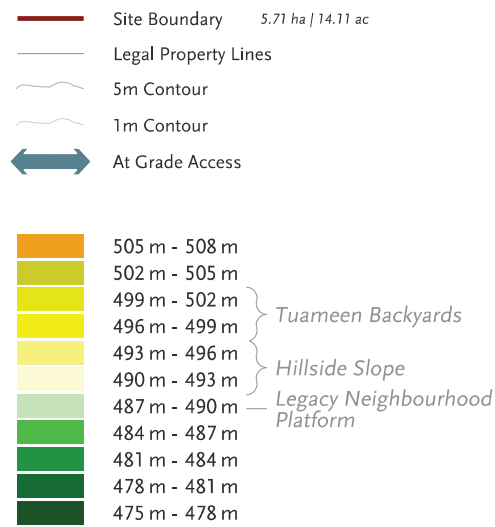 Site Boundary 5.71 ha | 14.11 ac
Legal Property Lines
5m Contour
1m Contour
At Grade Access
505 m - 508 m
502 m - 505 m
499 m - 502 m
496 m - 499 m
Tuameen Backyards
493 m - 496 m
490 m - 493 m
Hillside Slope
487 m - 490 m
Legacy Neighbourhood
Platform
484 m - 487 m
481 m - 484 m
478 m - 481 m
475 m - 478 m